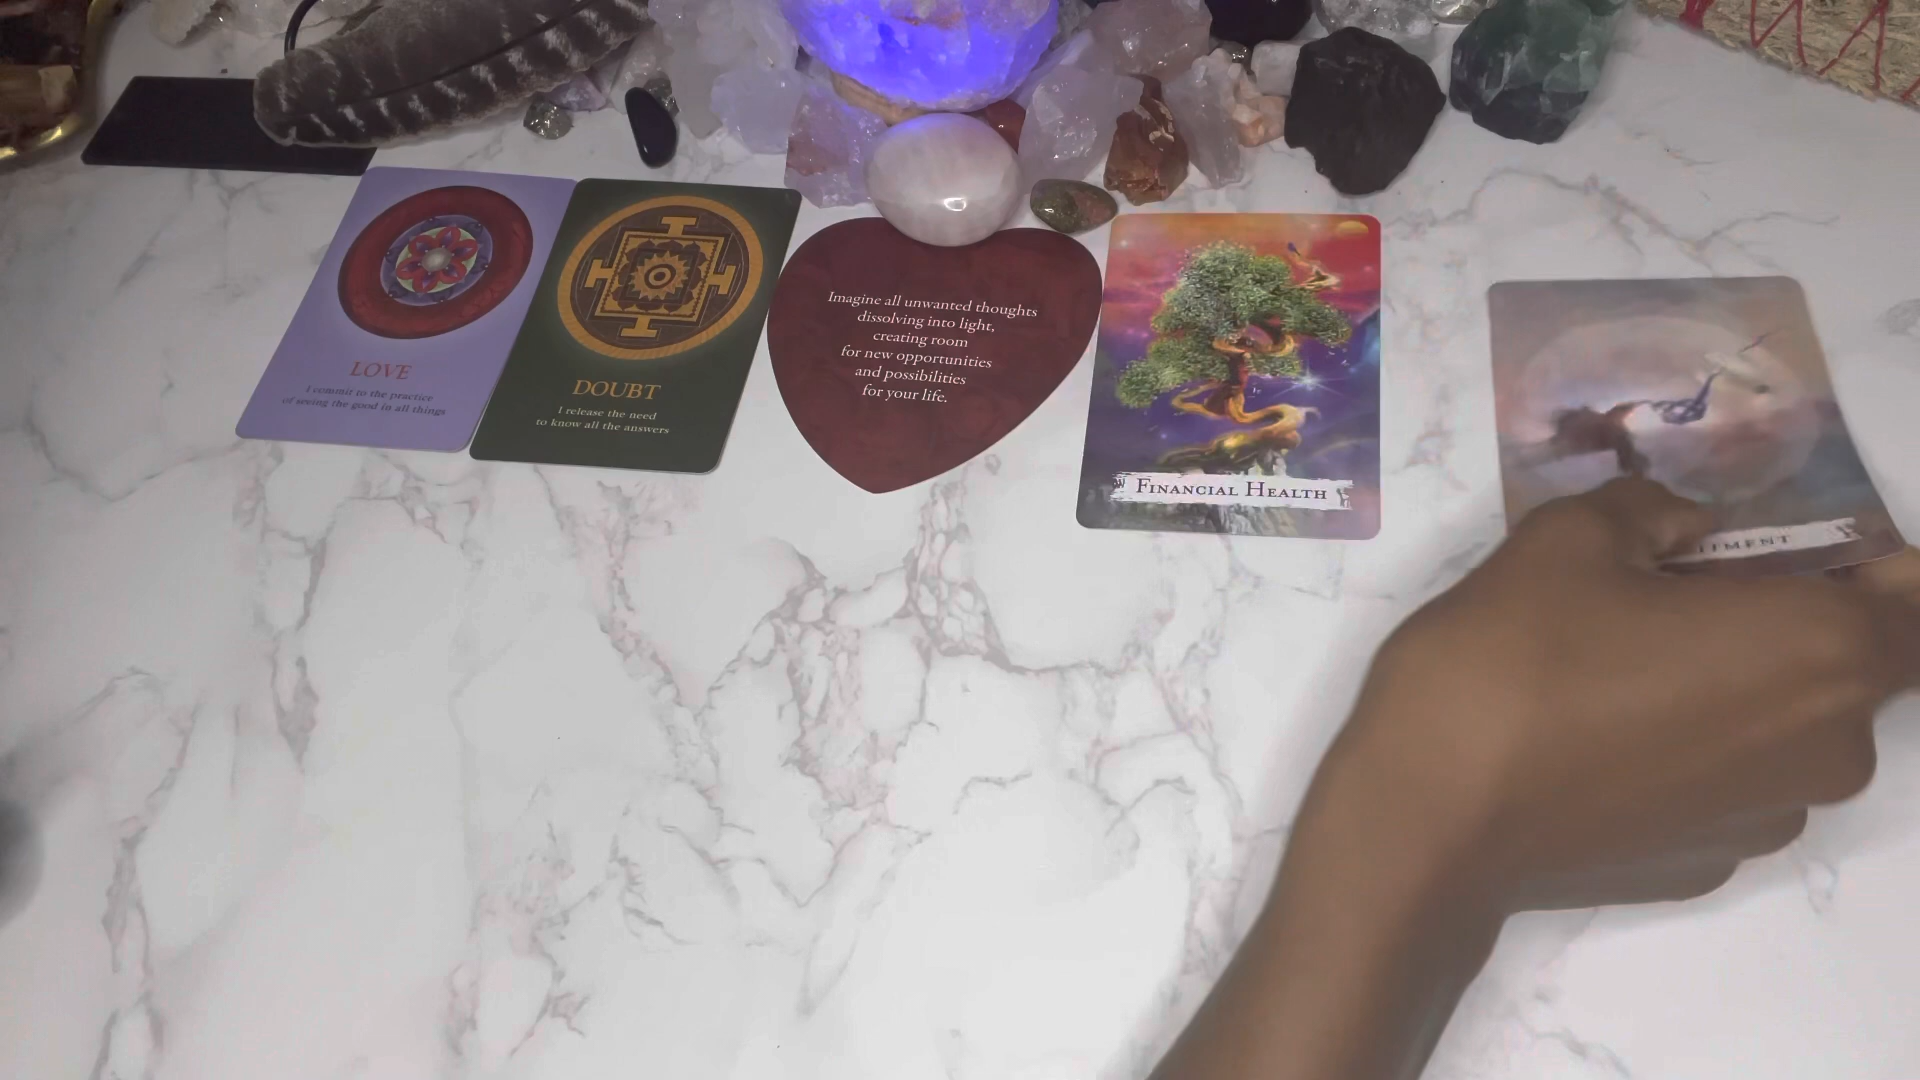 LOVE
I commit to the practice
of seeing the good in all things
DOUBT
I release the need
to know all the answers
Imagine all unwanted thoughts
dissolving into light,
creating room
for new opportunities
and possibilities
for your life.
Financial Health